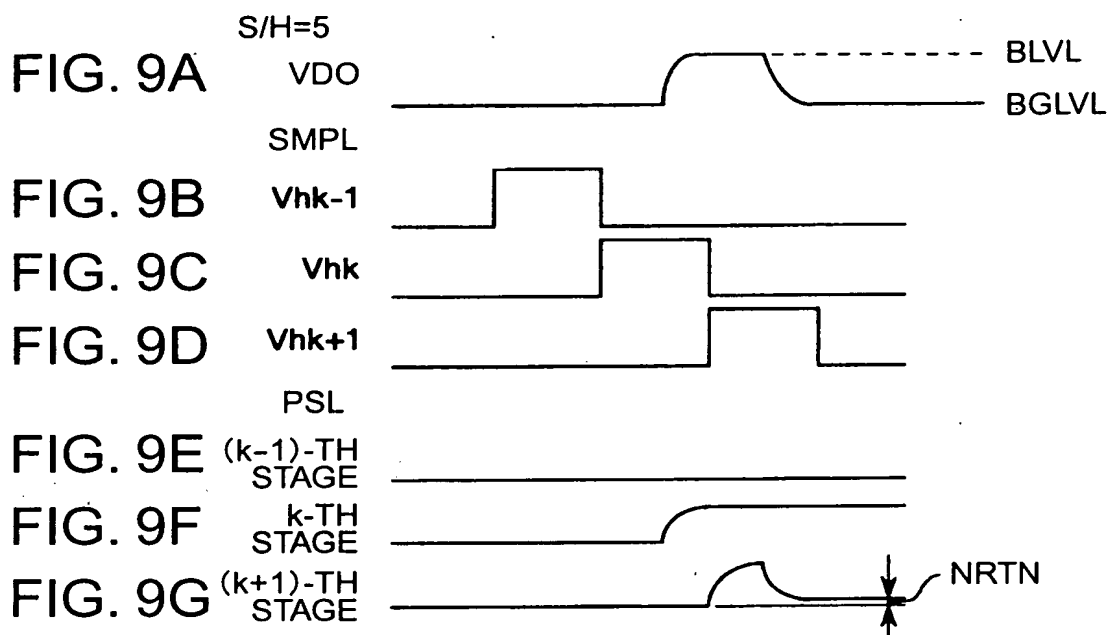 S/H=5
FIG. 9A VDO BLVL
BGLVL
SMPL
FIG. 9B Vhk-1
FIG. 9C Vhk
FIG. 9D Vhk+1
PSL
FIG. 9E (k-1)-TH STAGE
FIG. 9F k-TH STAGE
FIG. 9G (k+1)-TH STAGE NRTN